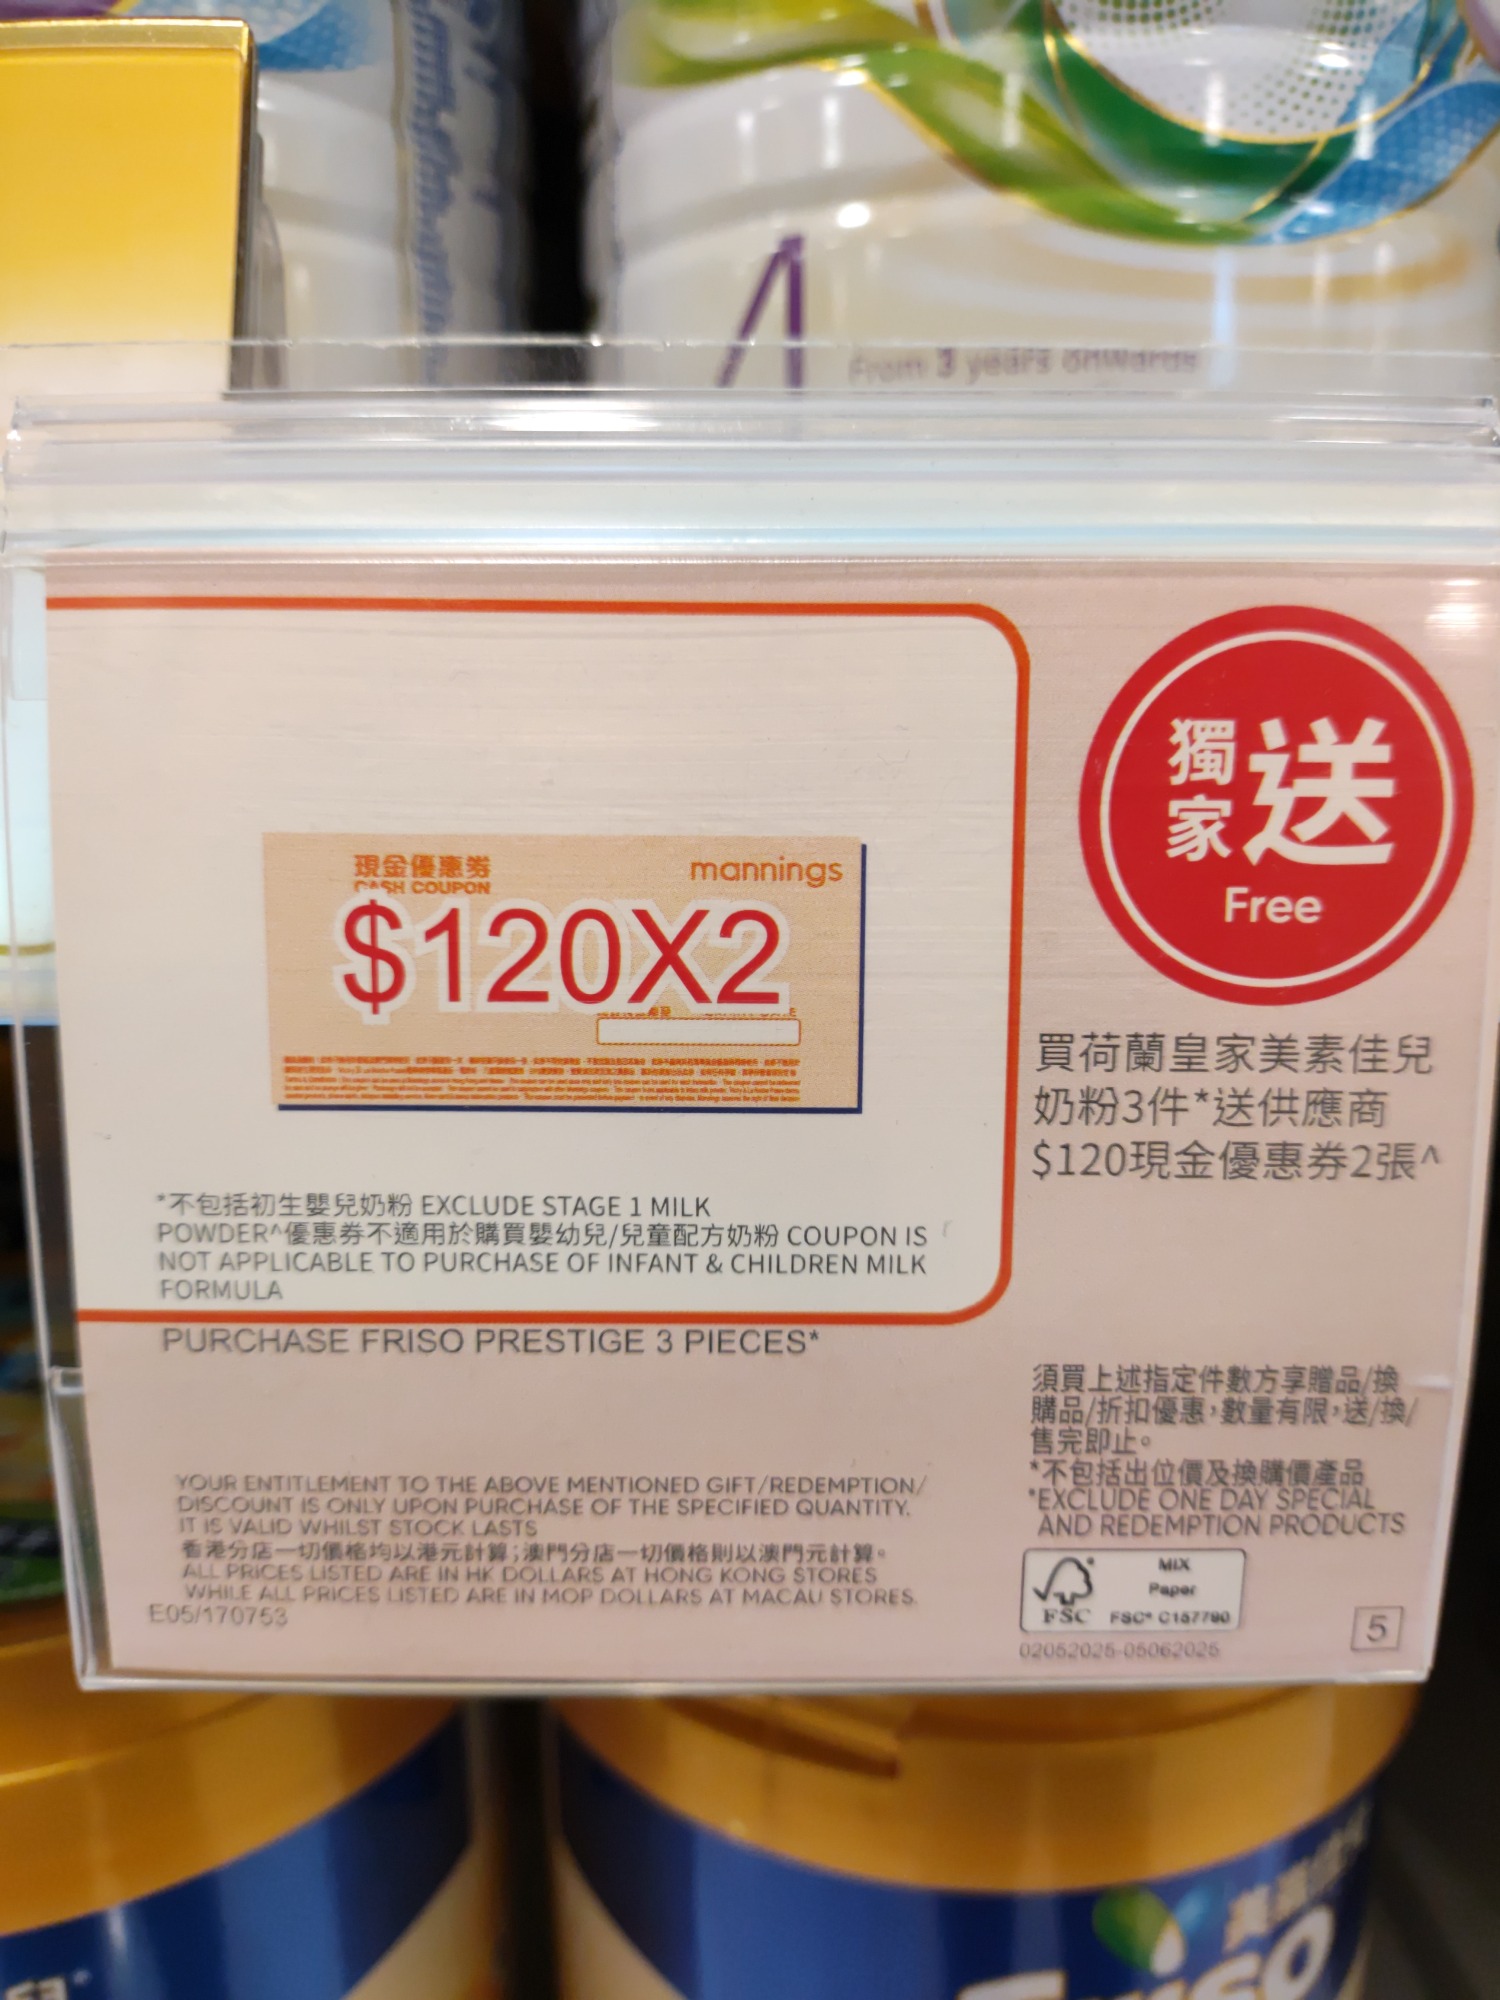 4
From 3 years onwards
獨家
送
Free
現金優惠券
CASH COUPON
mannings
$120X2
買荷蘭皇家美素佳兒
奶粉3件*送供應商
$120現金優惠券2張^
*不包括初生嬰兒奶粉 EXCLUDE STAGE 1 MILK
POWDER^優惠券不適用於購買嬰幼兒/兒童配方奶粉 COUPON IS
NOT APPLICABLE TO PURCHASE OF INFANT & CHILDREN MILK
FORMULA
PURCHASE FRISO PRESTIGE 3 PIECES*
須買上述指定件數方享贈品/換
購品/折扣優惠，數量有限，送/換/
售完即止。
*不包括出位價及換購價產品
*EXCLUDE ONE DAY SPECIAL
AND REDEMPTION PRODUCTS
YOUR ENTITLEMENT TO THE ABOVE MENTIONED GIFT/REDEMPTION/
DISCOUNT IS ONLY UPON PURCHASE OF THE SPECIFIED QUANTITY.
IT IS VALID WHILST STOCK LASTS
香港分店一切價格均以港元計算；澳門分店一切價格則以澳門元計算。
ALL PRICES LISTED ARE IN HK DOLLARS AT HONG KONG STORES
WHILE ALL PRICES LISTED ARE IN MOP DOLLARS AT MACAU STORES.
E05/170753
FSC
MIX
Paper
FSC® C157790
02052025-05062025
5